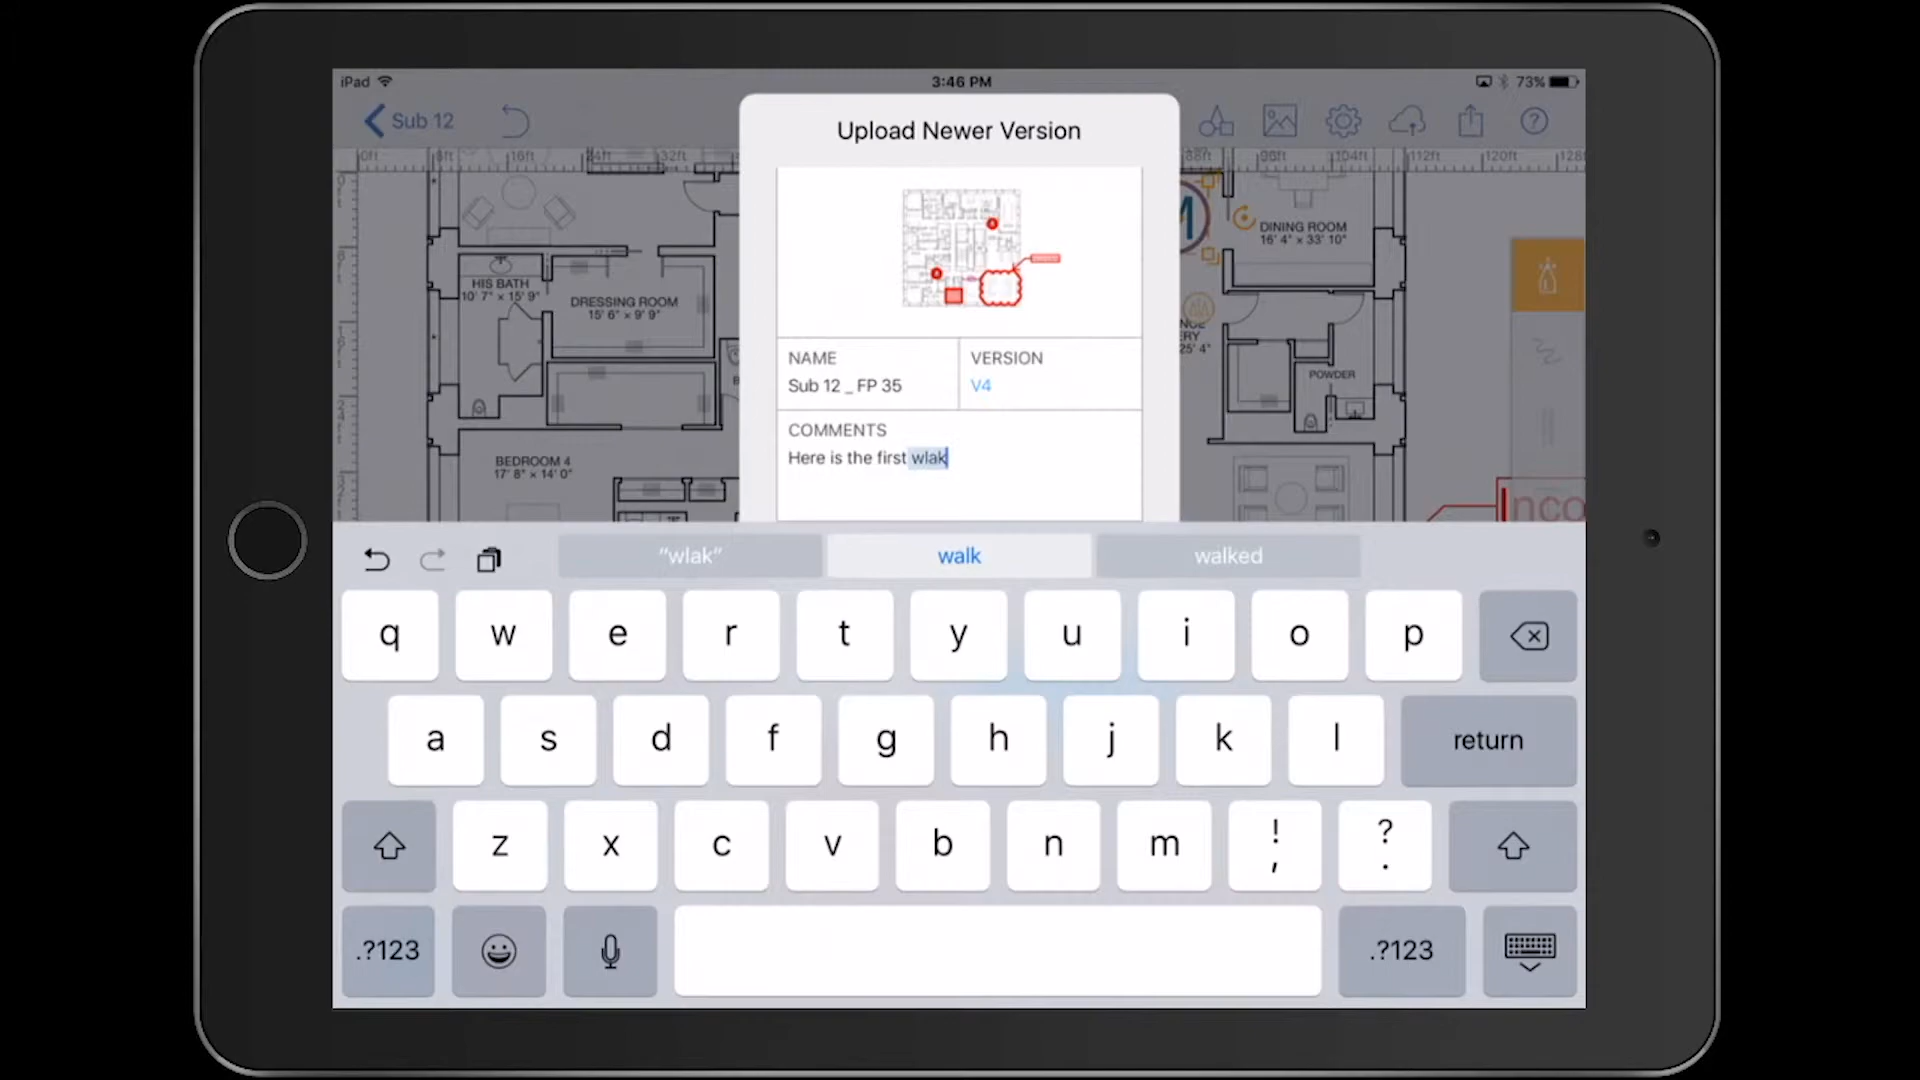 iPad 3:46 PM 73%
Sub 12
Upload Newer Version
0ft 8ft 16ft 24ft 32ft 88ft 96ft 104ft 112ft 120ft 128
NAME
Sub 12 _ FP 35
VERSION
V4
COMMENTS
Here is the first wlak
HIS BATH
10' 7" × 15' 9"
DRESSING ROOM
15' 6" × 9' 9"
BEDROOM 4
17' 8" × 14' 0"
DINING ROOM
16' 4" × 33' 10"
25' 4"
POWDER
"wlak" walk walked
q w e r t y u i o p
a s d f g h j k l return
z x c v b n m ! , ? .
.?123 .?123